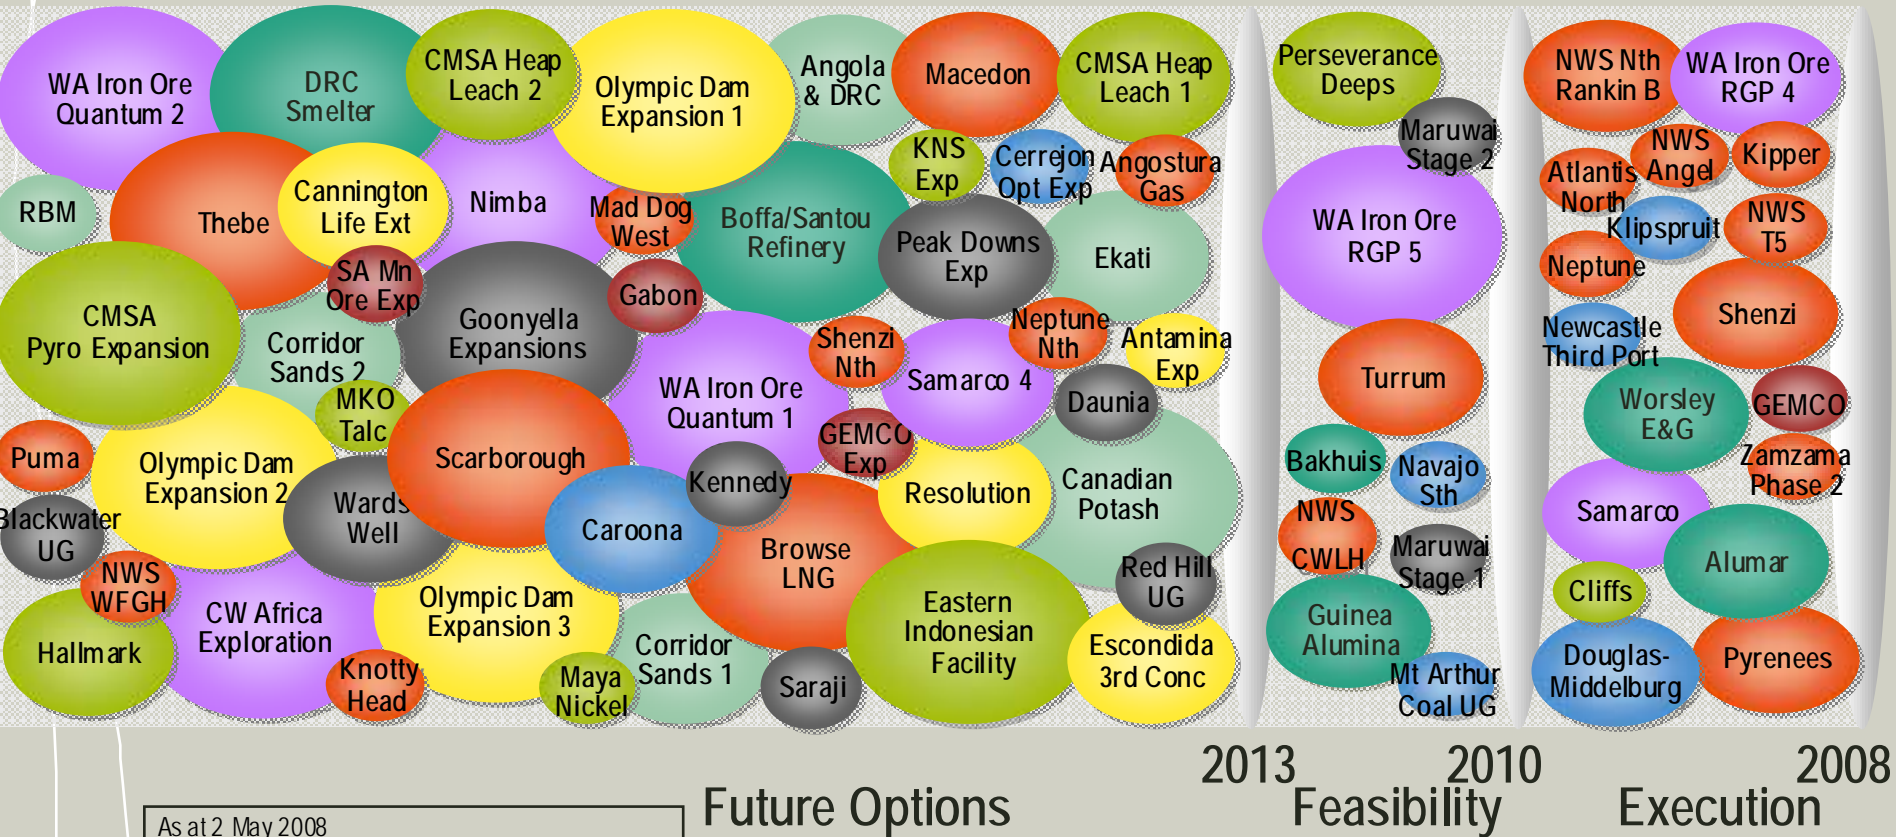 WA Iron Ore
Quantum 2
DRC
Smelter
CMSA Heap
Leach 2
Olympic Dam
Expansion 1
Angola
& DRC
Macedon
CMSA Heap
Leach 1
RBM
Thebe
Cannington
Life Ext
Nimba
Mad Dog
West
Boffa/Santou
Refinery
KNS
Exp
Cerrejon
Opt Exp
Angostura
Gas
Peak Downs
Exp
Ekati
SA Mn
Ore Exp
Gabon
CMSA
Pyro Expansion
Corridor
Sands 2
Goonyella
Expansions
WA Iron Ore
Quantum 1
Shenzi
Nth
Samarco 4
Neptune
Nth
Antamina
Exp
MKO
Talc
Daunia
Puma
Olympic Dam
Expansion 2
Scarborough
Kennedy
GEMCO
Exp
Resolution
Canadian
Potash
Blackwater
UG
Wards
Well
Caroona
Browse
LNG
NWS
WFGH
CW Africa
Exploration
Olympic Dam
Expansion 3
Red Hill
UG
Hallmark
Knotty
Head
Maya
Nickel
Corridor
Sands 1
Saraji
Eastern
Indonesian
Facility
Escondida
3rd Conc
Perseverance
Deeps
Maruwai
Stage 2
WA Iron Ore
RGP 5
Turrum
Bakhuis
Navajo
Sth
NWS
CWLH
Maruwai
Stage 1
Guinea
Alumina
Mt Arthur
Coal UG
NWS Nth
Rankin B
WA Iron Ore
RGP 4
Atlantis
North
NWS
Angel
Kipper
Klipspruit
NWS
T5
Neptune
Shenzi
Newcastle
Third Port
Worsley
E&G
GEMCO
Zamzama
Phase 2
Samarco
Alumar
Cliffs
Douglas-
Middelburg
Pyrenees
2013
2010
2008
Future Options
Feasibility
Execution
As at 2 May 2008